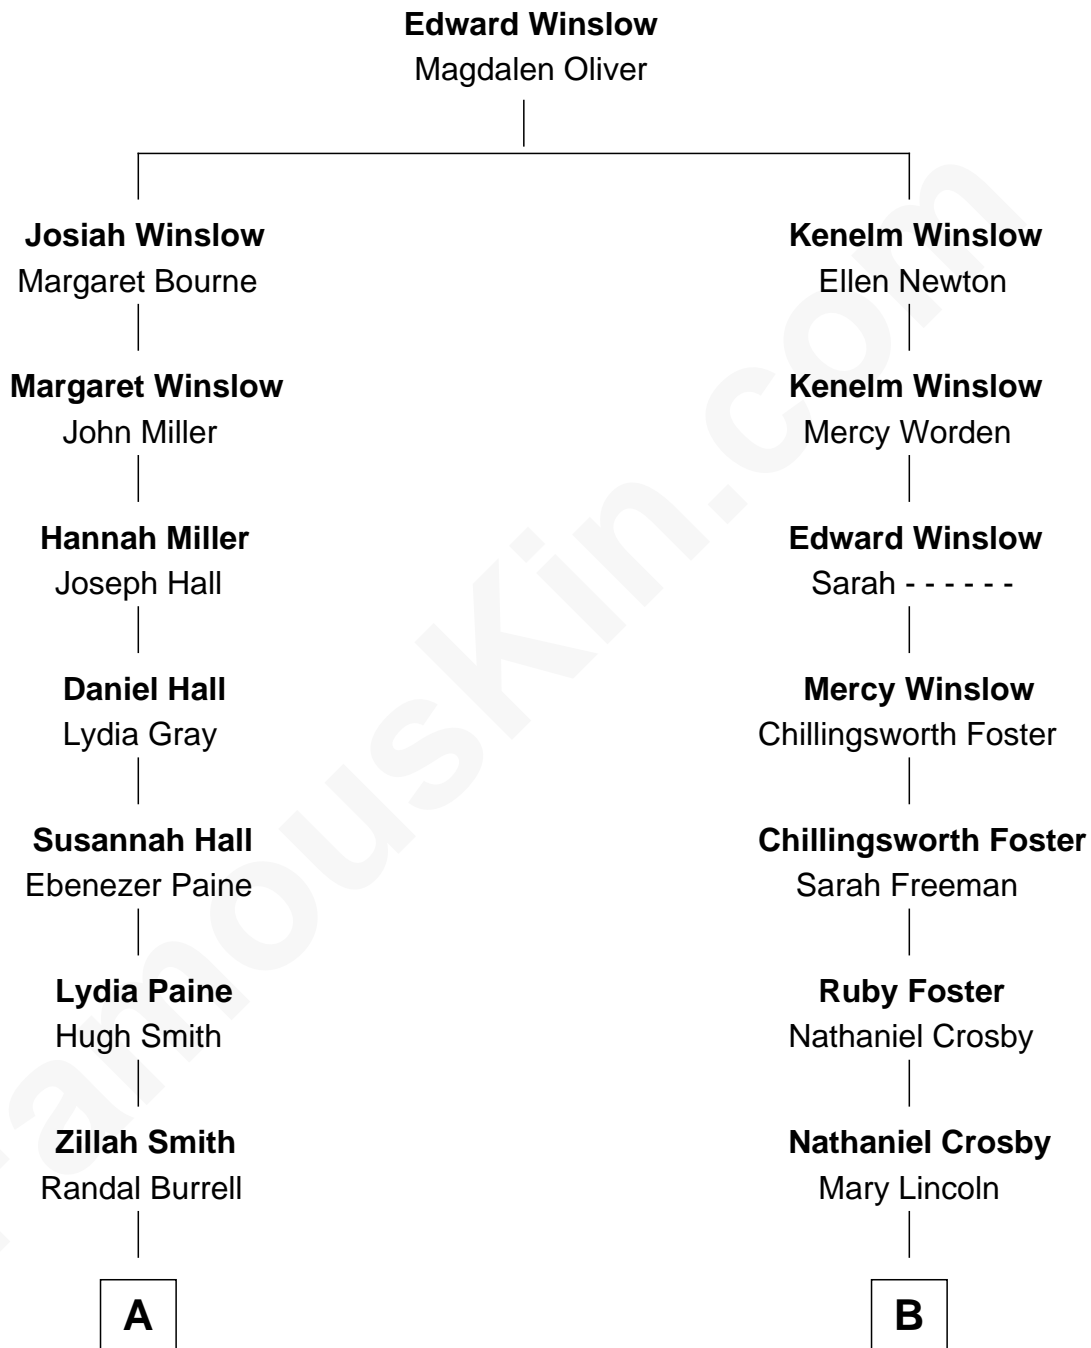 Edward Winslow
Magdalen Oliver
Josiah Winslow
Margaret Bourne
Kenelm Winslow
Ellen Newton
Margaret Winslow
John Miller
Kenelm Winslow
Mercy Worden
Hannah Miller
Joseph Hall
Edward Winslow
Sarah - - - - - -
Daniel Hall
Lydia Gray
Mercy Winslow
Chillingsworth Foster
Susannah Hall
Ebenezer Paine
Chillingsworth Foster
Sarah Freeman
Lydia Paine
Hugh Smith
Ruby Foster
Nathaniel Crosby
Zillah Smith
Randal Burrell
Nathaniel Crosby
Mary Lincoln
A
B
FamousKin.com